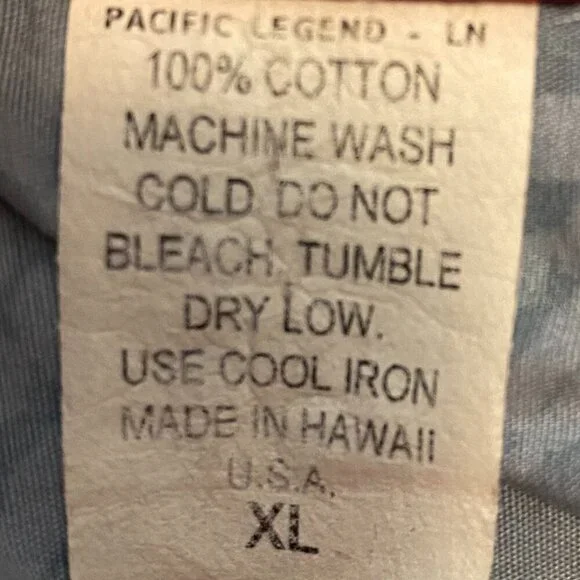 PACIFIC LEGEND - LN
100% COTTON
MACHINE WASH
COLD. DO NOT
BLEACH. TUMBLE
DRY LOW.
USE COOL IRON
MADE IN HAWAII
U.S.A.
XL